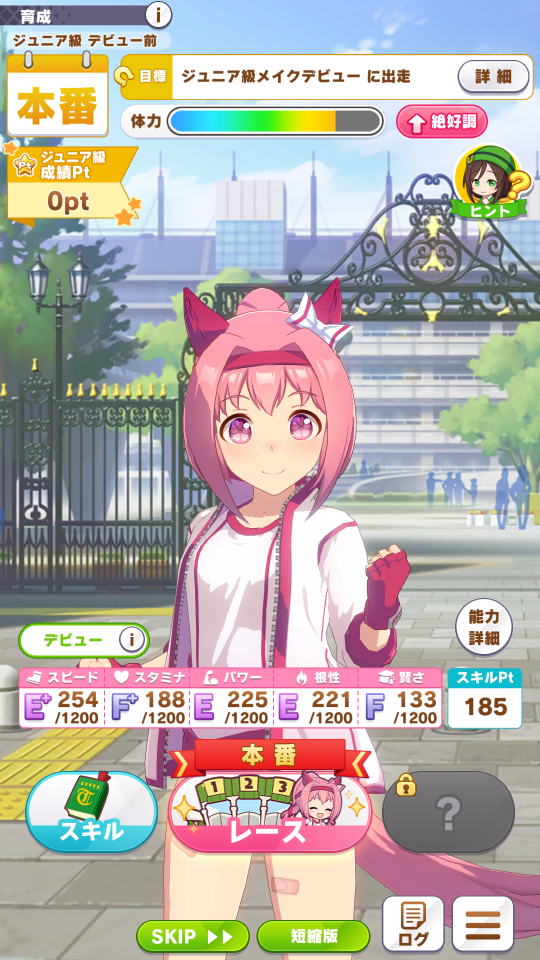 育成
i
ジュニア級 デビュー前
本番
目標
ジュニア級メイクデビュー に出走
詳細
体力
絶好調
Pt
ジュニア級
成績Pt
0pt
ヒント
デビュー
i
能力
詳細
スピード
スタミナ
パワー
根性
賢さ
スキルPt
E+ 254
/1200
F+ 188
/1200
E 225
/1200
E 221
/1200
F 133
/1200
185
本番
1 2 3
T
スキル
レース
?
SKIP
短縮版
ログ